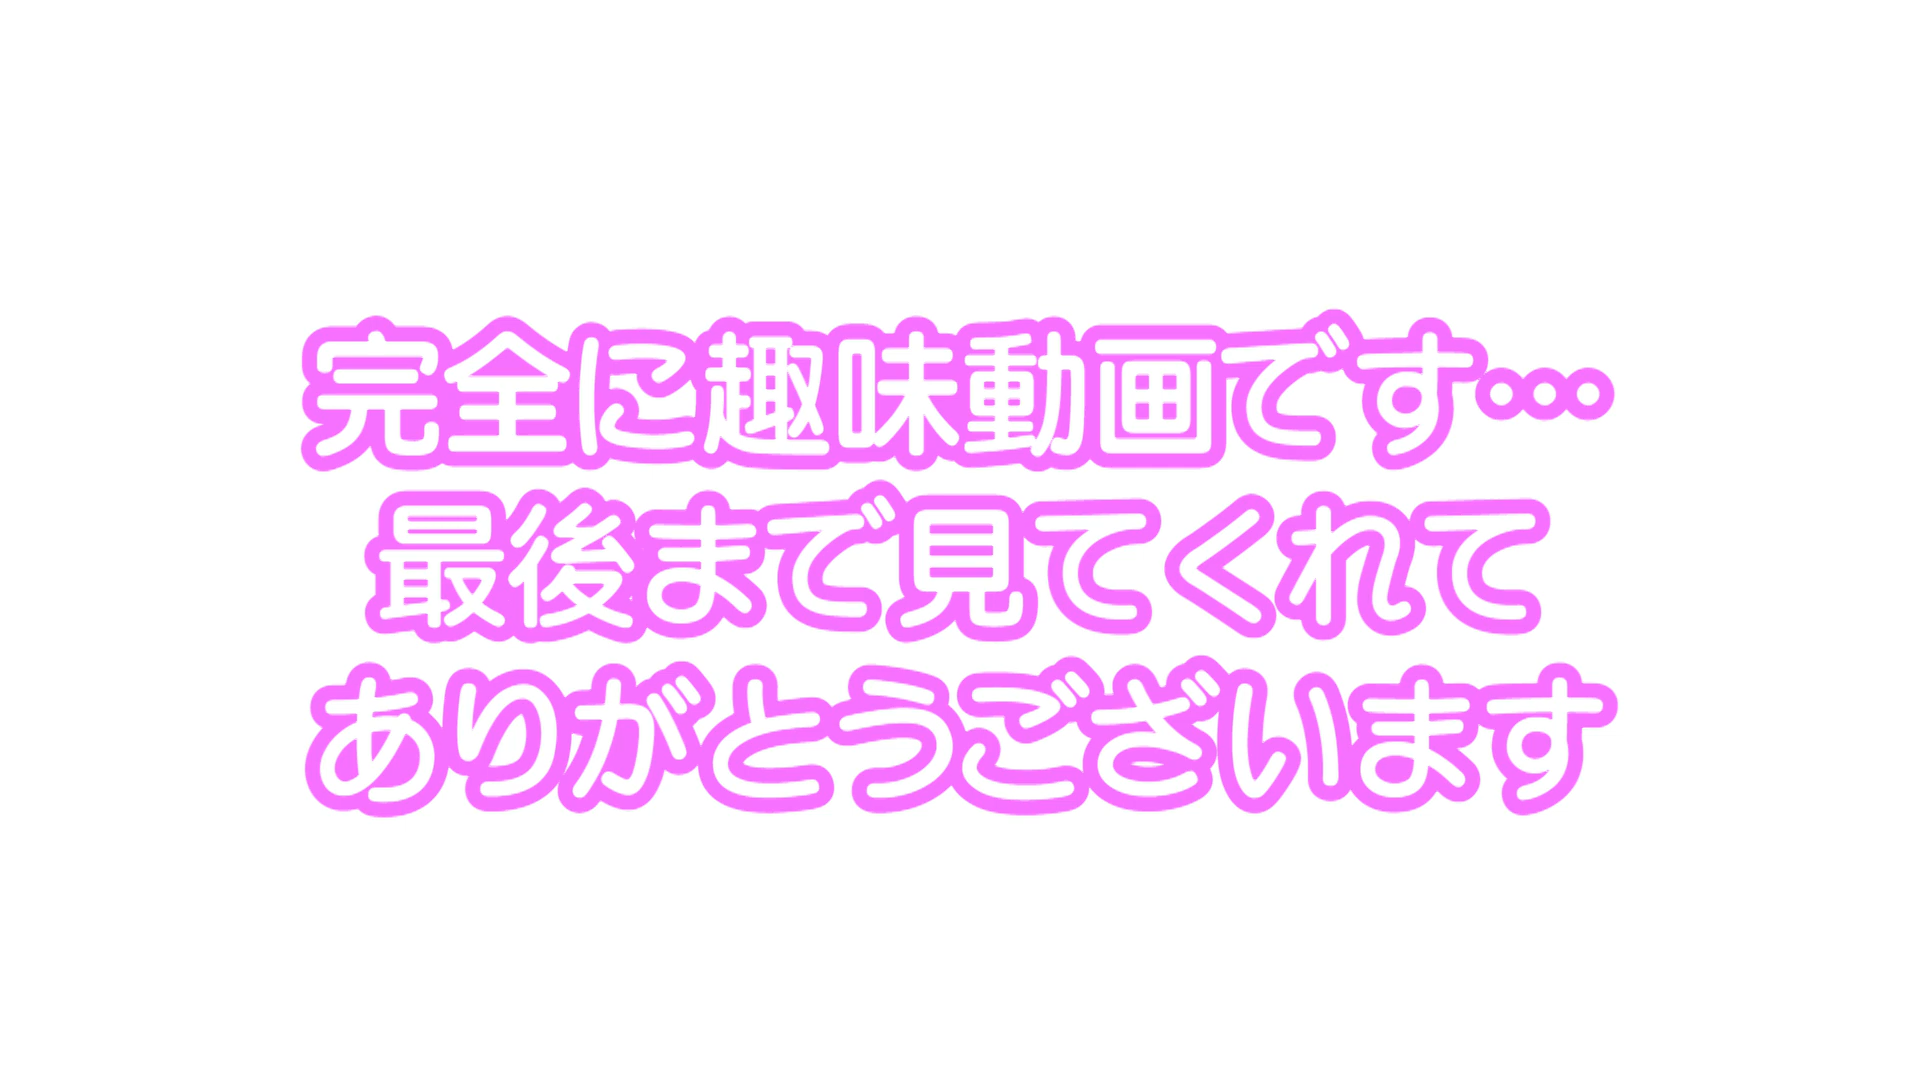 完全に趣味動画です…
最後まで見てくれて
ありがとうございます